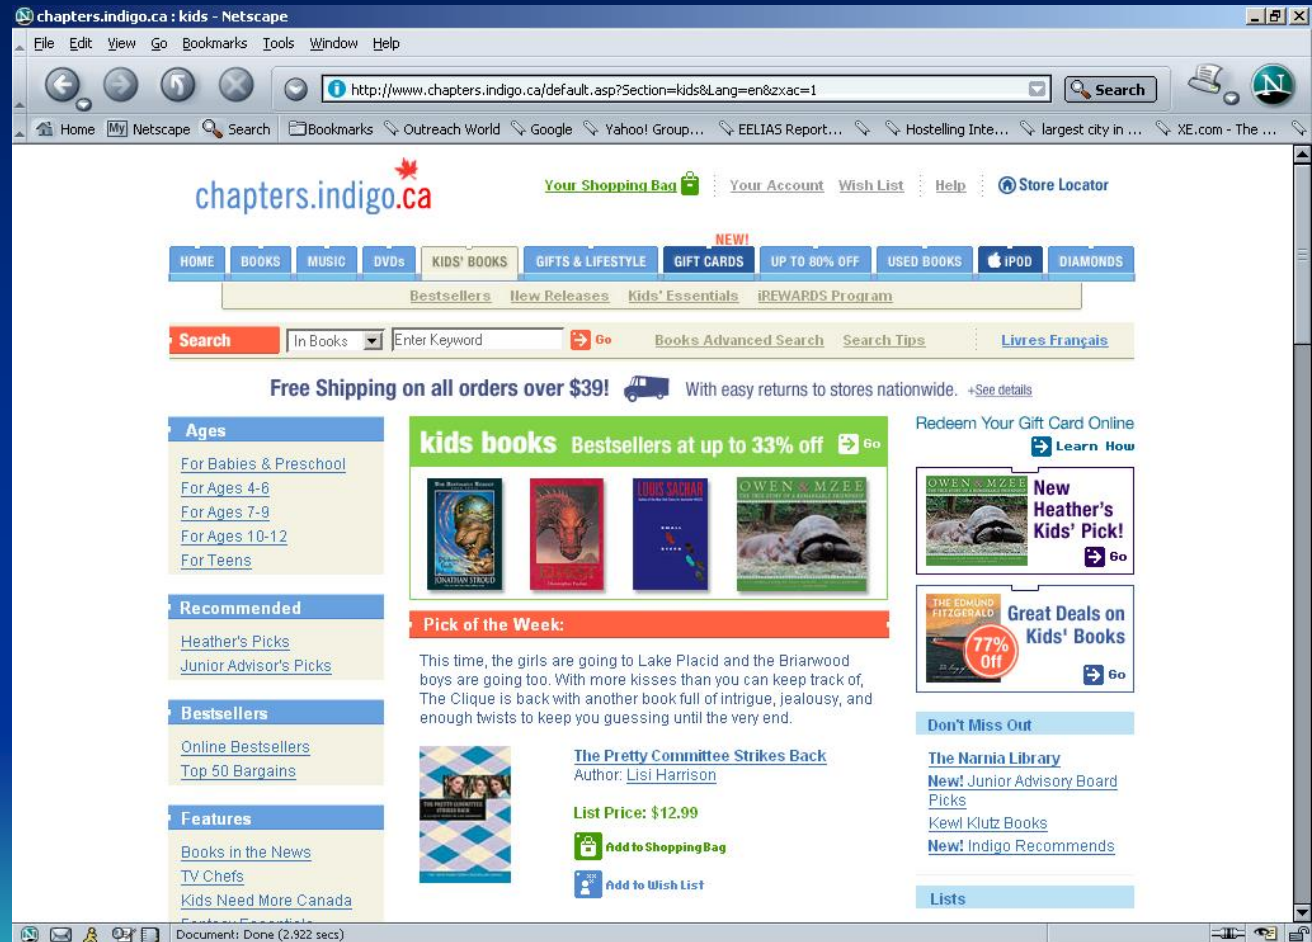 chapters.indigo.ca : kids - Netscape
File Edit View Go Bookmarks Tools Window Help
http://www.chapters.indigo.ca/default.asp?Section=kids&Lang=en&zxac=1
Search
N
Home My Netscape Search Bookmarks Outreach World Google Yahoo! Group... EELIAS Report... Hostelling Inte... largest city in ... XE.com - The ...
chapters.indigo.ca
Your Shopping Bag Your Account Wish List Help Store Locator
NEW!
HOME BOOKS MUSIC DVDs KIDS' BOOKS GIFTS & LIFESTYLE GIFT CARDS UP TO 80% OFF USED BOOKS iPOD DIAMONDS
Bestsellers New Releases Kids' Essentials iREWARDS Program
Search In Books Enter Keyword Go Books Advanced Search Search Tips Livres Français
Free Shipping on all orders over $39! With easy returns to stores nationwide. +See details
Ages
For Babies & Preschool
For Ages 4-6
For Ages 7-9
For Ages 10-12
For Teens
Recommended
Heather's Picks
Junior Advisor's Picks
Bestsellers
Online Bestsellers
Top 50 Bargains
Features
Books in the News
TV Chefs
Kids Need More Canada
kids books Bestsellers at up to 33% off Go
JONATHAN STROUD
LOUIS SACHAR
SMALL
STEPS
OWEN & MZEE
Pick of the Week:
This time, the girls are going to Lake Placid and the Briarwood
boys are going too. With more kisses than you can keep track of,
The Clique is back with another book full of intrigue, jealousy, and
enough twists to keep you guessing until the very end.
THE PRETTY COMMITTEE
STRIKES BACK
The Pretty Committee Strikes Back
Author: Lisi Harrison
List Price: $12.99
Add to Shopping Bag
Add to Wish List
Redeem Your Gift Card Online
Learn How
OWEN & MZEE
New
Heather's
Kids' Pick!
Go
THE EDMUND
FITZGERALD
77%
Off
Great Deals on
Kids' Books
Go
Don't Miss Out
The Narnia Library
New! Junior Advisory Board
Picks
Kewl Klutz Books
New! Indigo Recommends
Lists
Document: Done (2.922 secs)